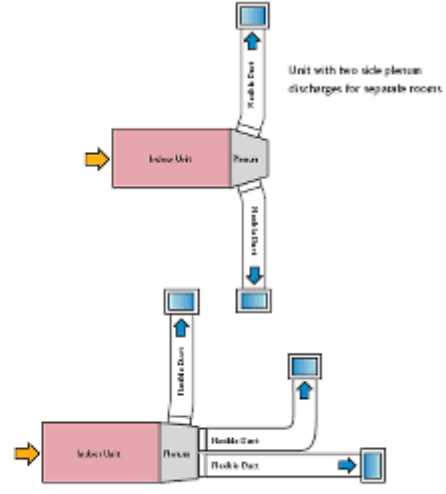 Flexible Duct
Unit with two side plenum
discharges for separate rooms
Indoor Unit
Plenum
Flexible Duct
Flexible Duct
Indoor Unit
Plenum
Flexible Duct
Flexible Duct